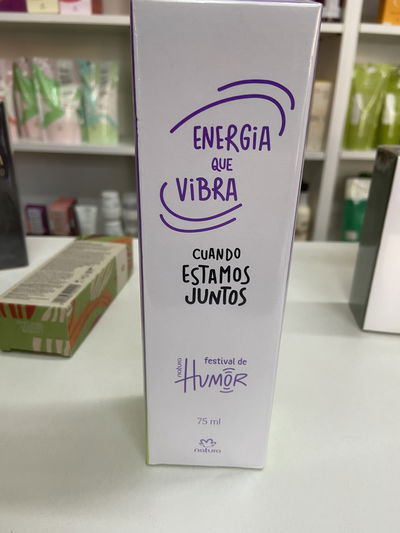 ENERGIA
QUE
VIBRA
CUANDO
ESTAMOS
JUNTOS
festival de
natura
HUMOR
75 ml
natura